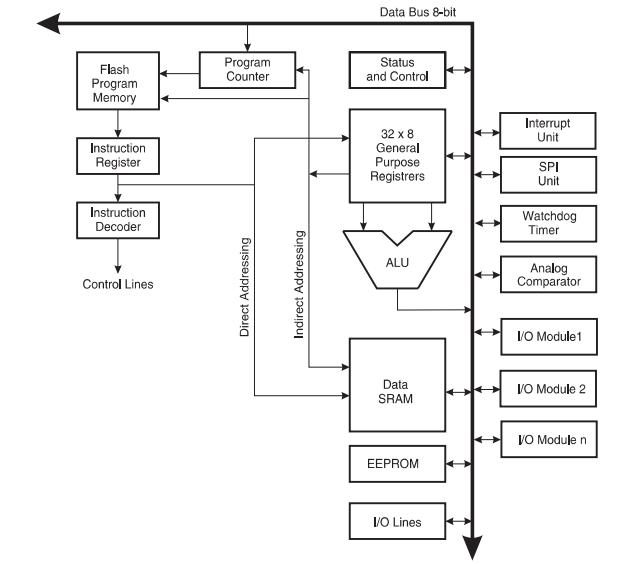 Data Bus 8-bit
Flash
Program
Memory
Program
Counter
Status
and Control
Instruction
Register
32 x 8
General
Purpose
Registrers
Interrupt
Unit
SPI
Unit
Instruction
Decoder
Watchdog
Timer
Control Lines
Direct Addressing
Indirect Addressing
ALU
Analog
Comparator
I/O Module1
Data
SRAM
I/O Module 2
I/O Module n
EEPROM
I/O Lines